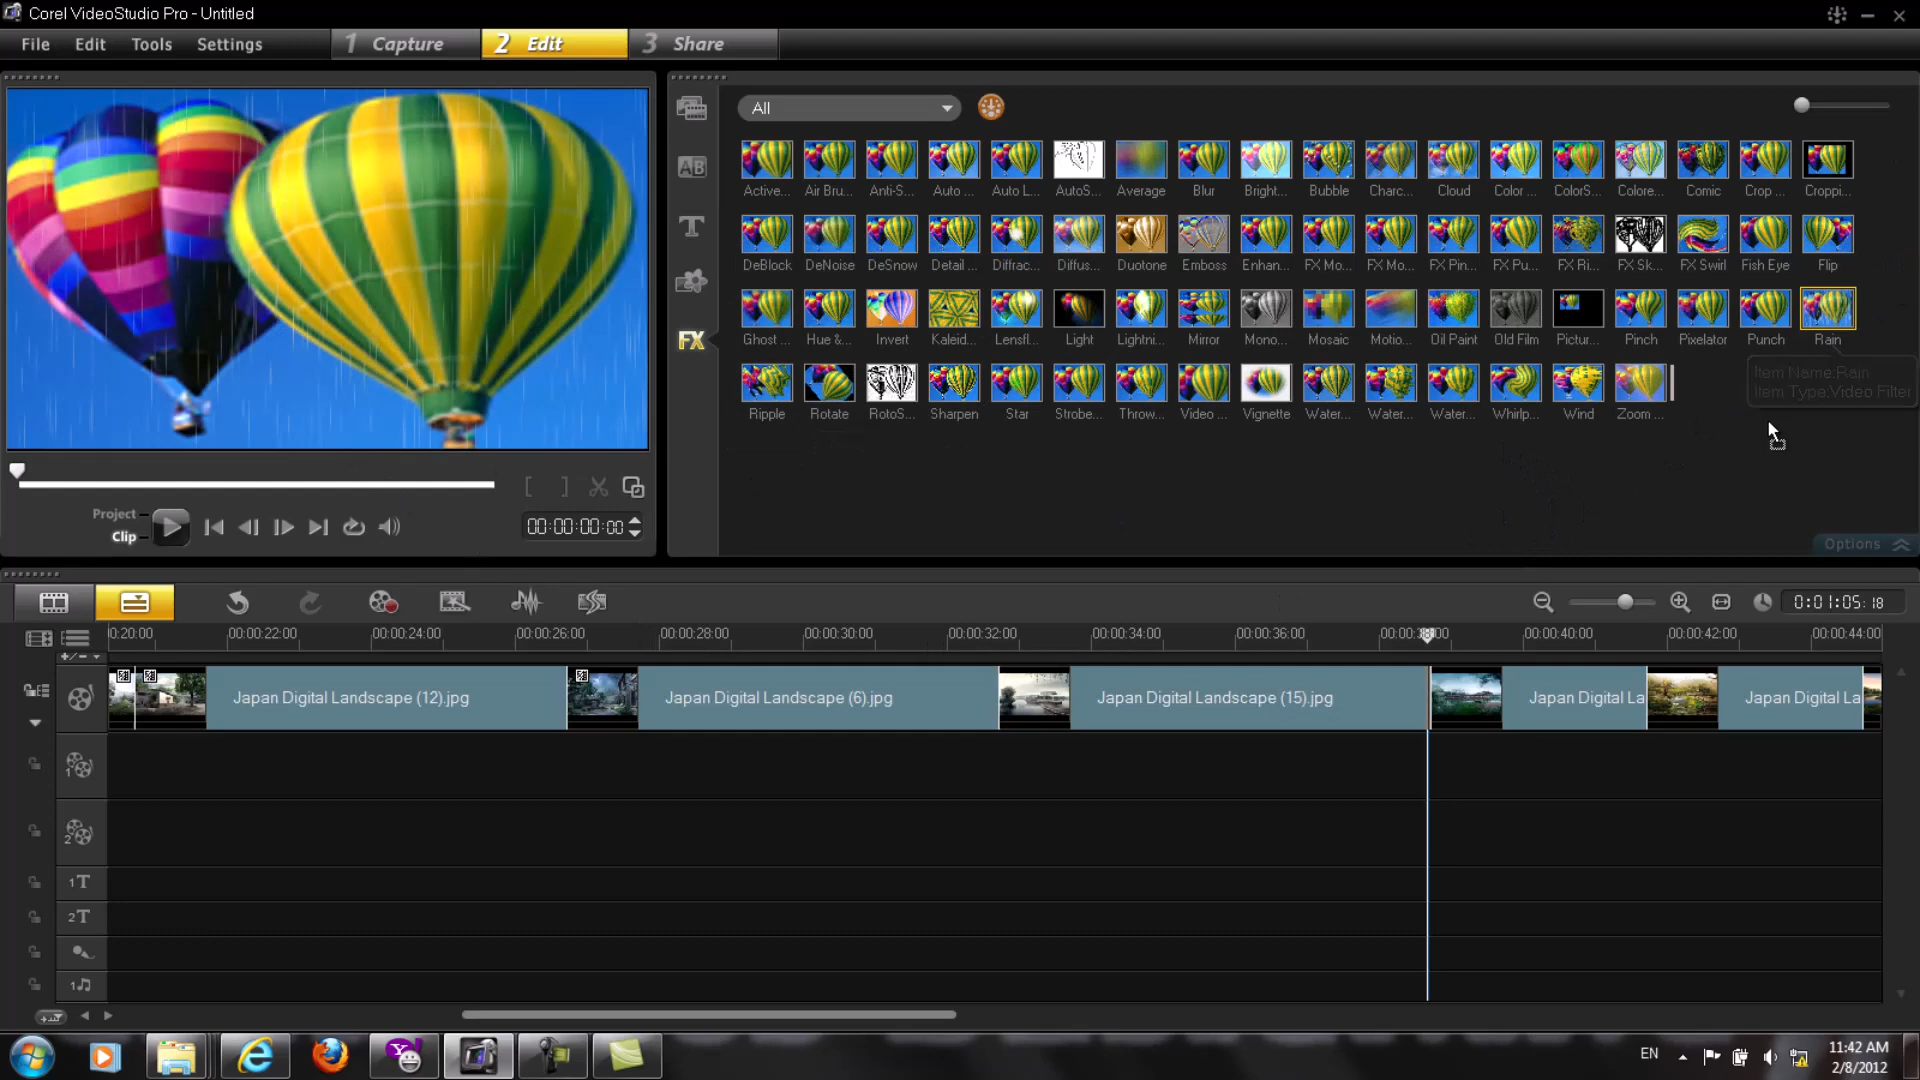 Corel VideoStudio Pro - Untitled
File Edit Tools Settings 1 Capture 2 Edit 3 Share
All
AB
Active... Air Bru... Anti-S... Auto ... Auto L... AutoS... Average Blur Bright... Bubble Charc... Cloud Color ... ColorS... Colore... Comic Crop ... Croppi...
T
DeBlock DeNoise DeSnow Detail ... Diffrac... Diffus... Duotone Emboss Enhan... FX Mo... FX Mo... FX Pin... FX Pu... FX Ri... FX Sk... FX Swirl Fish Eye Flip
FX
Ghost ... Hue &... Invert Kaleid... Lensfl... Light Lightni... Mirror Mono... Mosaic Motio... Oil Paint Old Film Pictur... Pinch Pixelator Punch Rain
Item Name:Rain
Item Type:Video Filter
Ripple Rotate RotoS... Sharpen Star Strobe... Throw... Video ... Vignette Water... Water... Water... Whirlp... Wind Zoom ...
Project
Clip
00:00:00:00
Options
0:01:05:18
0:20:00 00:00:22:00 00:00:24:00 00:00:26:00 00:00:28:00 00:00:30:00 00:00:32:00 00:00:34:00 00:00:36:00 00:00:40:00 00:00:42:00 00:00:44:00
Japan Digital Landscape (12).jpg Japan Digital Landscape (6).jpg Japan Digital Landscape (15).jpg Japan Digital La Japan Digital La
1
2
1T
2T
1
EN
11:42 AM
2/8/2012